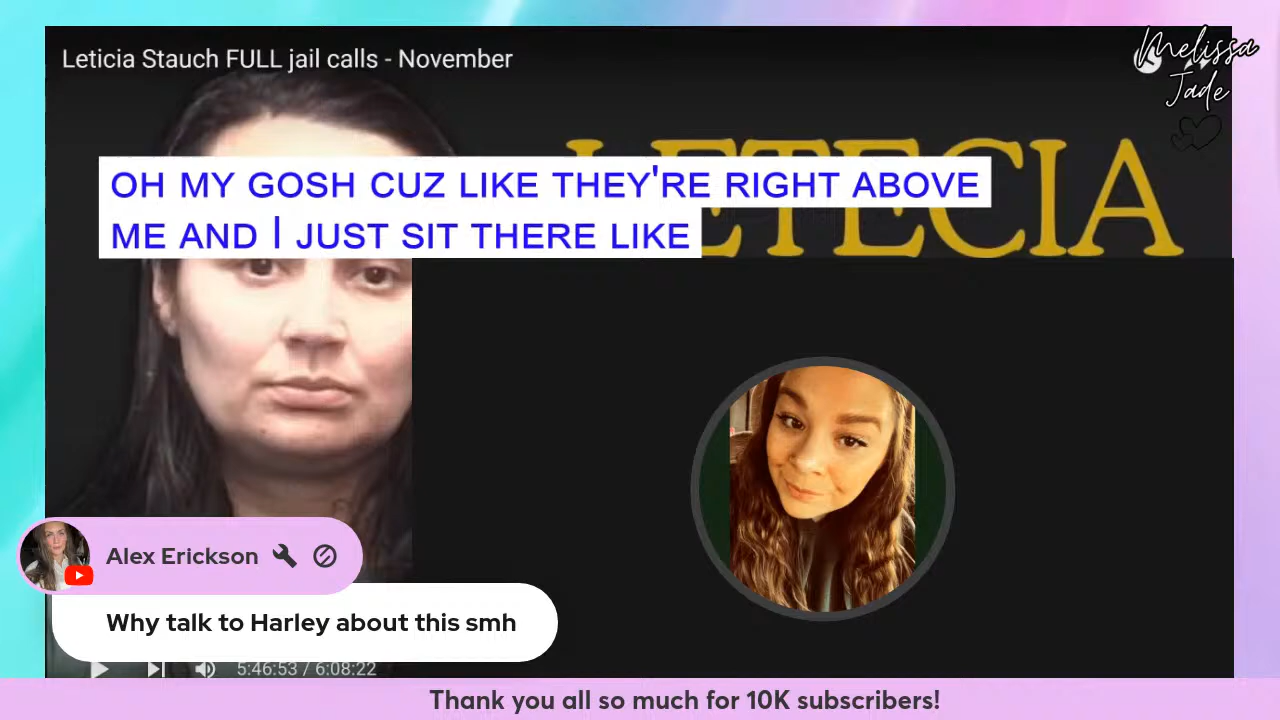 Leticia Stauch FULL jail calls - November
Melissa
Jade
LETECIA
OH MY GOSH CUZ LIKE THEY'RE RIGHT ABOVE
ME AND I JUST SIT THERE LIKE
Alex Erickson
Why talk to Harley about this smh
5:46:53 / 6:08:22
Thank you all so much for 10K subscribers!